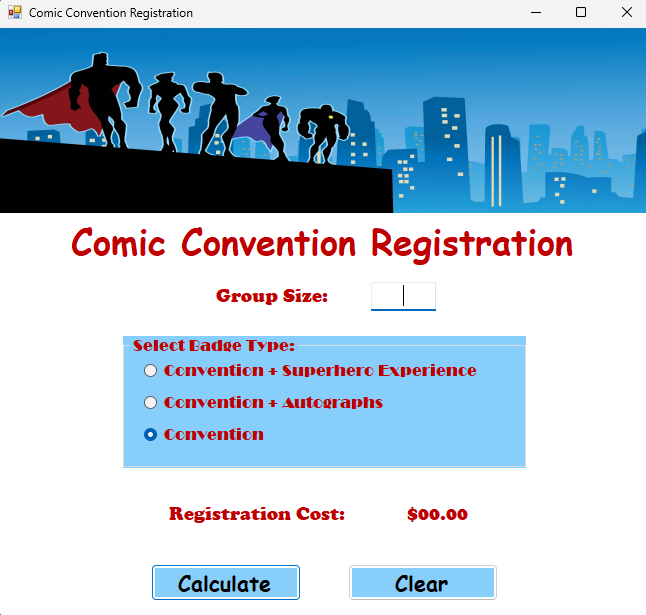 Comic Convention Registration
Comic Convention Registration
Group Size:
Select Badge Type:
Convention + Superhero Experience
Convention + Autographs
Convention
Registration Cost: $00.00
Calculate Clear